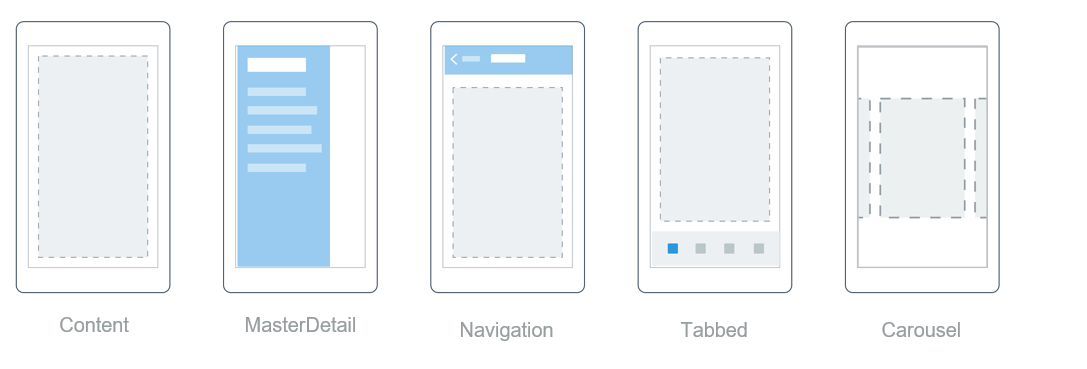 Content
MasterDetail
Navigation
Tabbed
Carousel